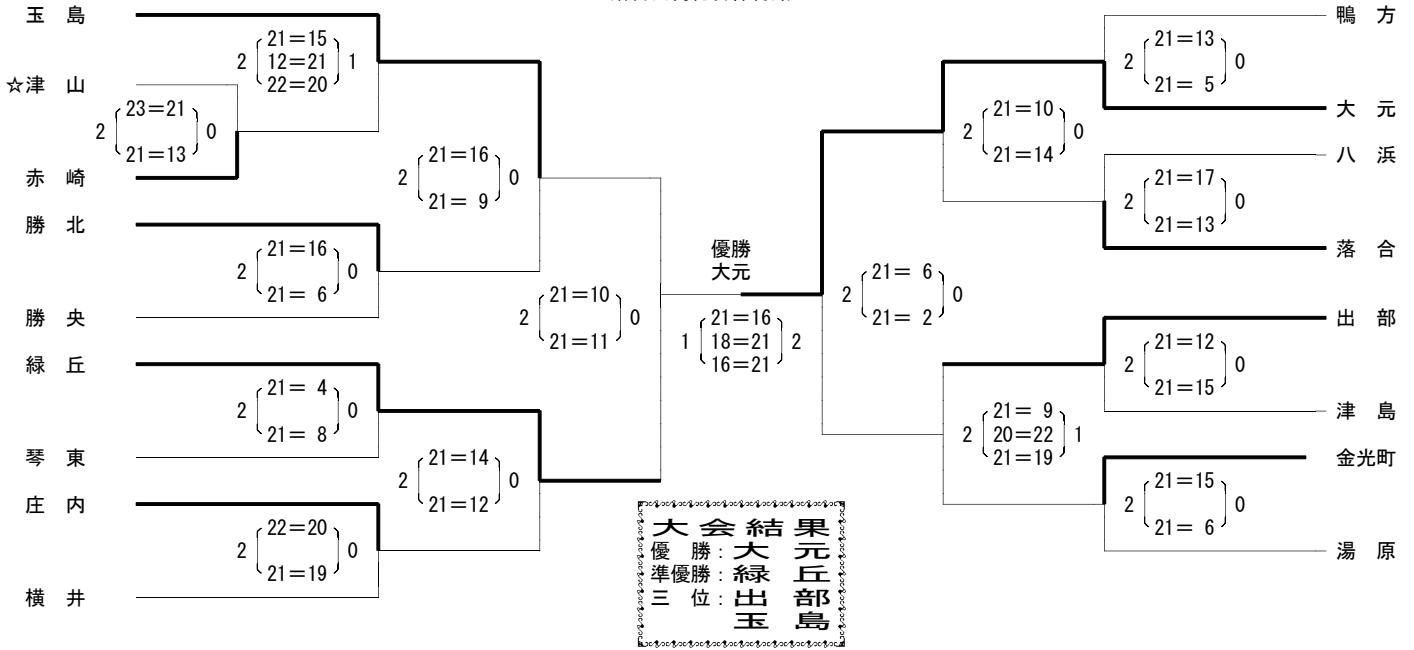 玉 島
2 21=15 12=21 22=20 1
☆津 山
2 23=21 21=13 0
赤 崎
2 21=16 21= 9 0
勝 北
2 21=16 21= 6 0
勝 央
2 21=10 21=11 0
緑 丘
2 21= 4 21= 8 0
琴 東
2 21=14 21=12 0
庄 内
2 22=20 21=19 0
横 井
優勝
大元
1 21=16 18=21 16=21 2
鴨 方
2 21=13 21= 5 0
大 元
2 21=10 21=14 0
八 浜
2 21=17 21=13 0
落 合
2 21= 6 21= 2 0
出 部
2 21=12 21=15 0
津 島
2 21= 9 20=22 21=19 1
金光町
2 21=15 21= 6 0
湯 原
大会結果
優 勝:大 元
準優勝:緑 丘
三 位:出 部
玉 島